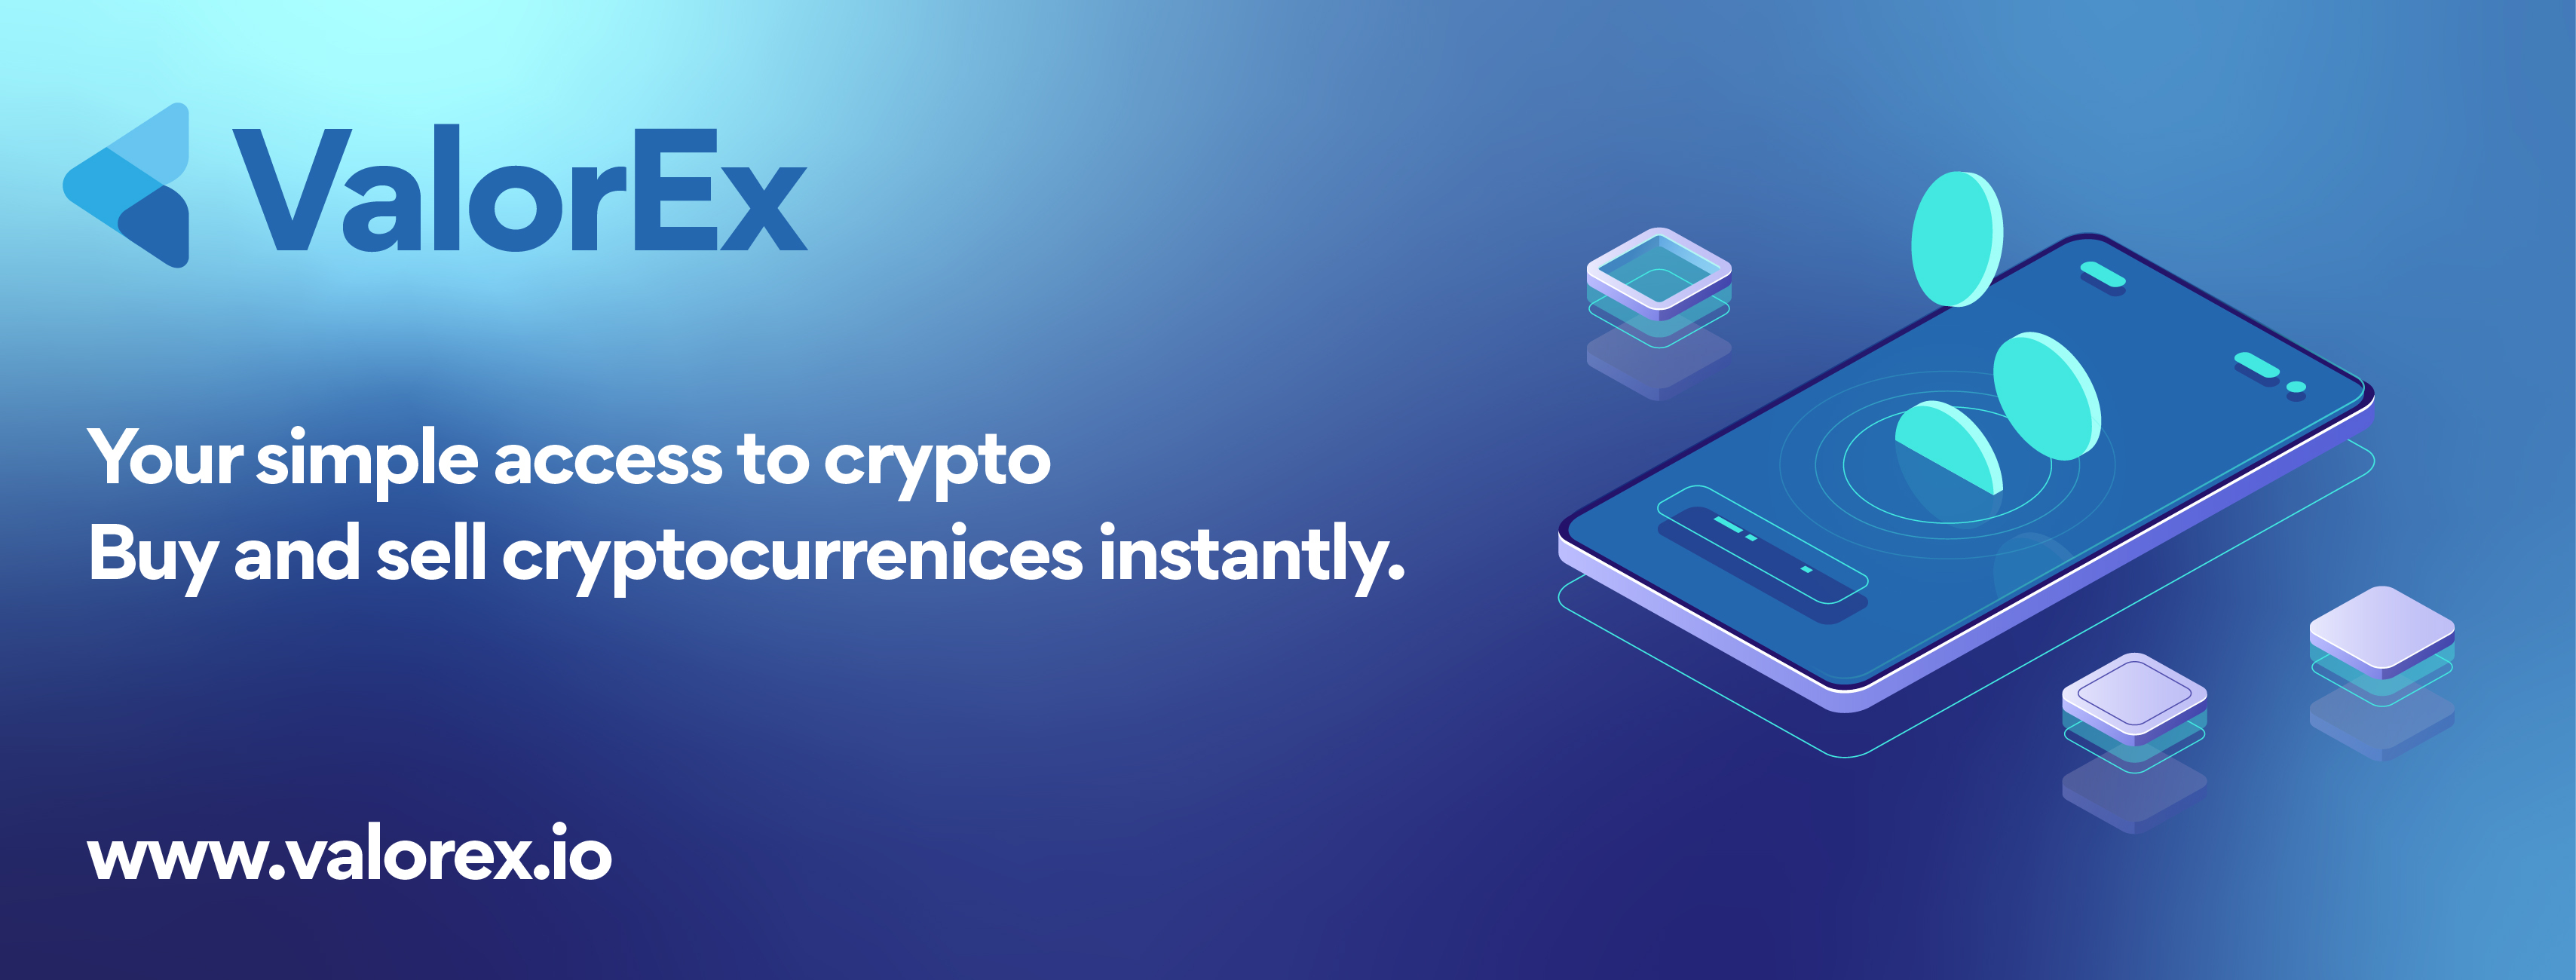 ValorEx
Your simple access to crypto
Buy and sell cryptocurrenices instantly.
www.valorex.io